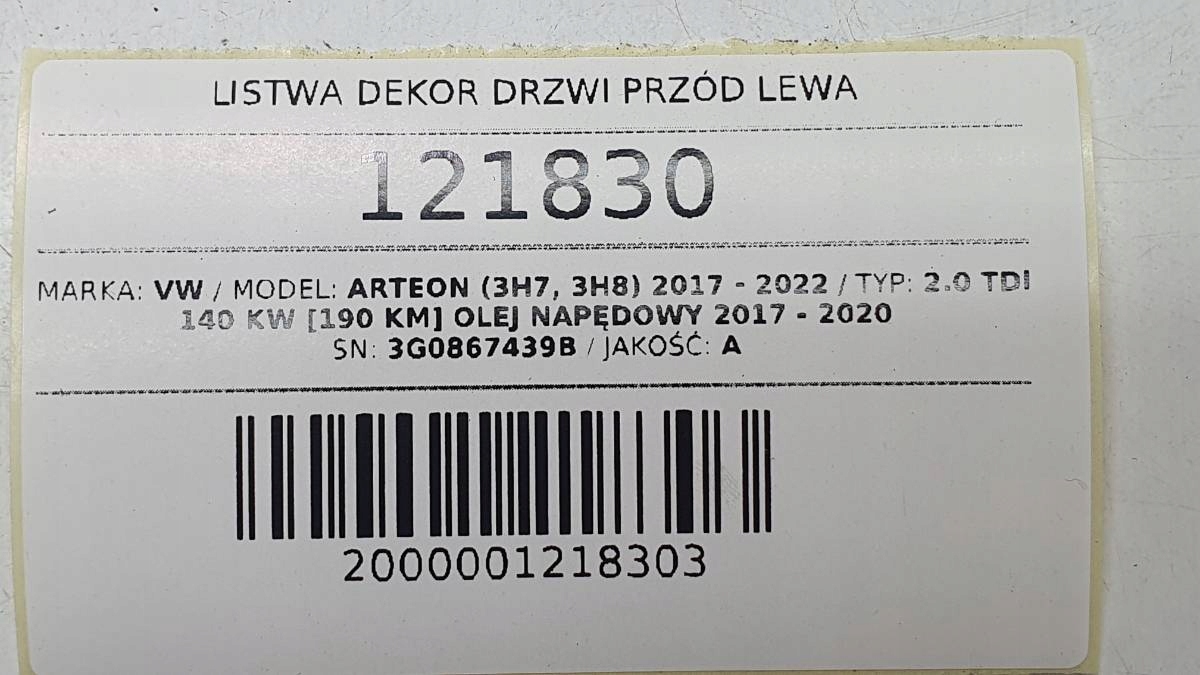 LISTWA DEKOR DRZWI PRZÓD LEWA
121830
MARKA: VW / MODEL: ARTEON (3H7, 3H8) 2017 - 2022 / TYP: 2.0 TDI
140 KW [190 KM] OLEJ NAPĘDOWY 2017 - 2020
SN: 3G0867439B / JAKOŚĆ: A
2000001218303